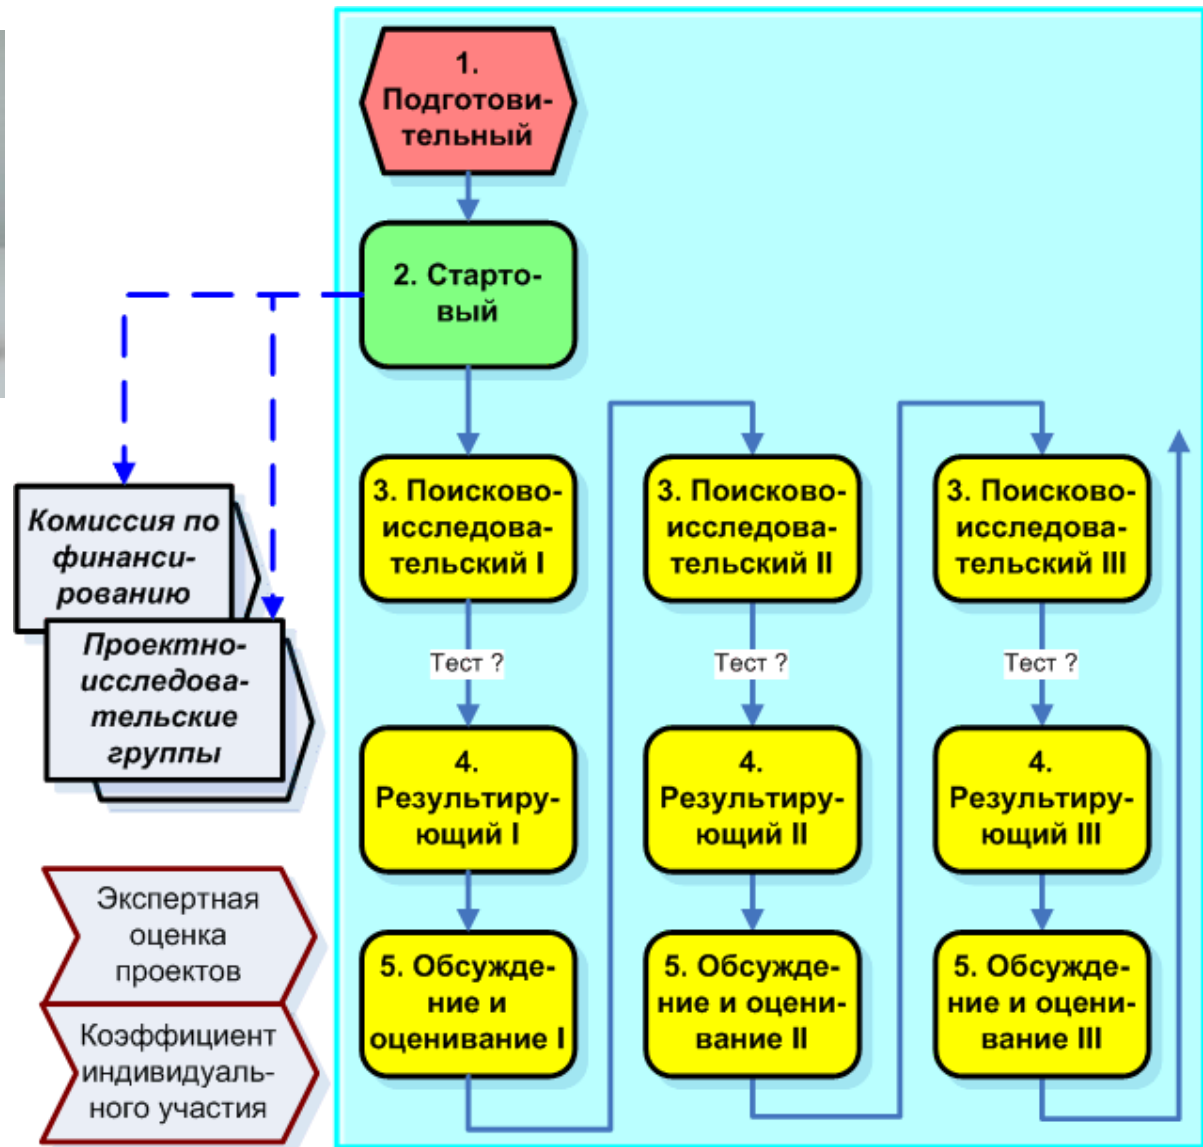 1.
Подготови-
тельный
2. Старто-
вый
3. Поисково-
исследова-
тельский I
3. Поисково-
исследова-
тельский II
3. Поисково-
исследова-
тельский III
Комиссия по
финанси-
рованию
Проектно-
исследова-
тельские
группы
Тест ?
Тест ?
Тест ?
4.
Результиру-
ющий I
4.
Результиру-
ющий II
4.
Результиру-
ющий III
Экспертная
оценка
проектов
Коэффициент
индивидуаль-
ного участия
5. Обсужде-
ние и
оценивание I
5. Обсужде-
ние и оцени-
вание II
5. Обсужде-
ние и оцени-
вание III